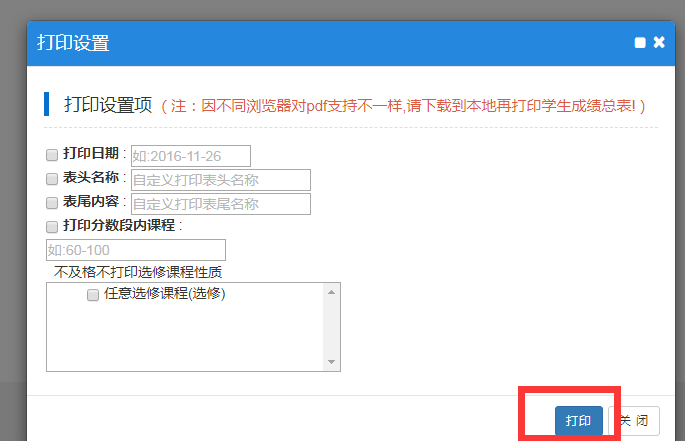 打印设置
打印设置项 ( 注：因不同浏览器对pdf支持不一样,请下载到本地再打印学生成绩总表! )
打印日期 : 如:2016-11-26
表头名称 : 自定义打印表头名称
表尾内容 : 自定义打印表尾名称
打印分数段内课程 :
如:60-100
不及格不打印选修课程性质
任意选修课程(选修)
打印 关 闭